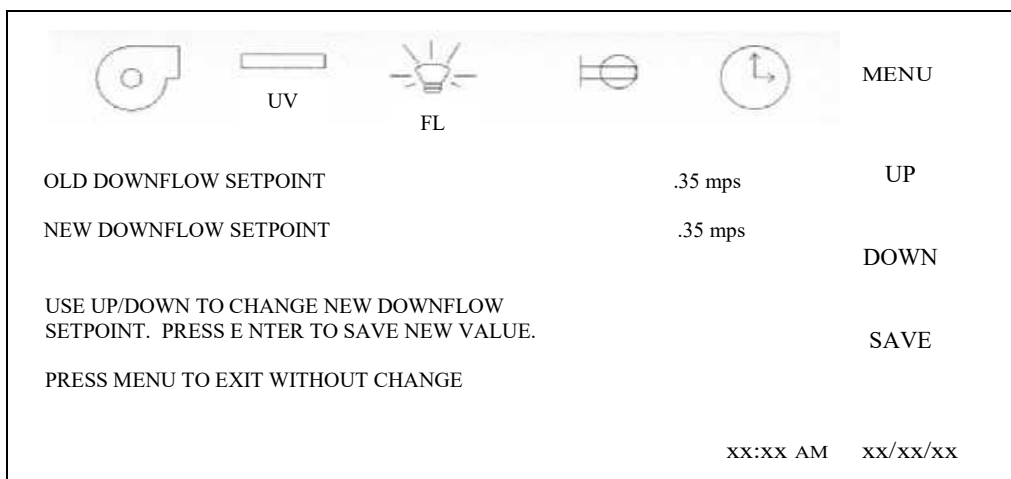 MENU
UV
FL
OLD DOWNFLOW SETPOINT .35 mps
UP
NEW DOWNFLOW SETPOINT .35 mps
DOWN
USE UP/DOWN TO CHANGE NEW DOWNFLOW
SETPOINT. PRESS E NTER TO SAVE NEW VALUE.
SAVE
PRESS MENU TO EXIT WITHOUT CHANGE
xx:xx AM xx/xx/xx